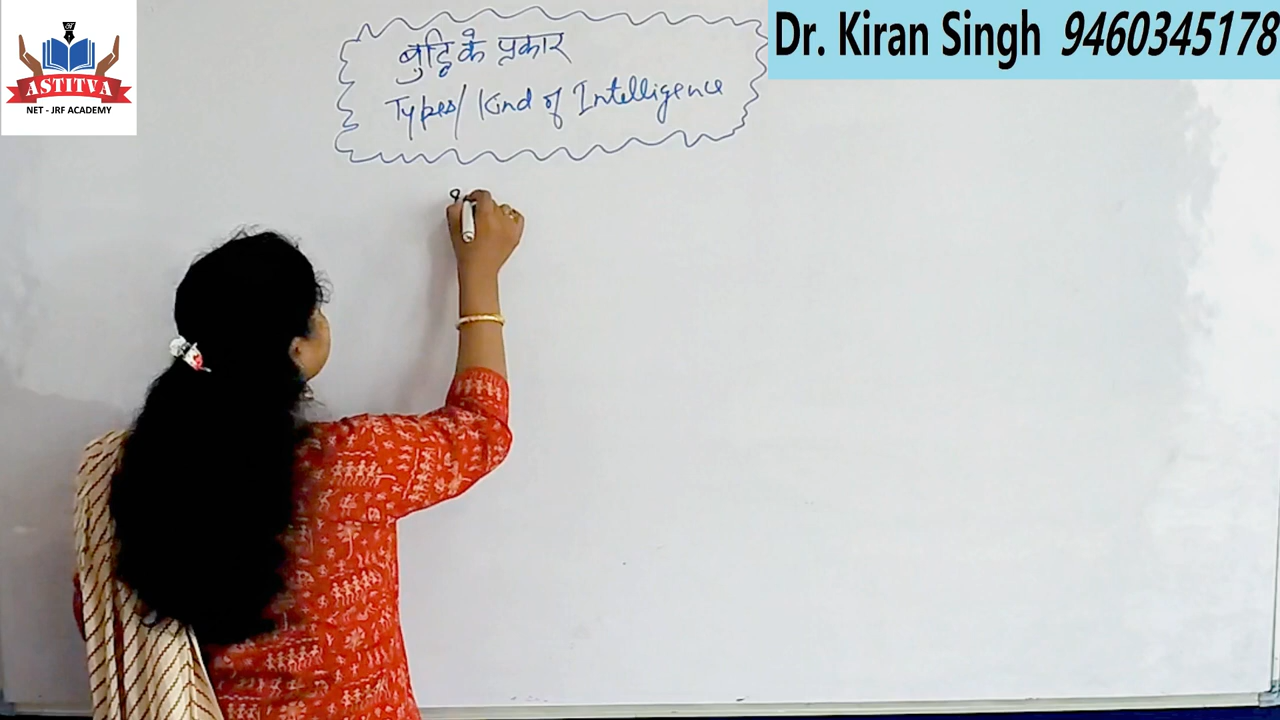 ASTITVA
NET - JRF ACADEMY
बुद्धि के प्रकार
Types/ Kind of Intelligence
Dr. Kiran Singh 9460345178